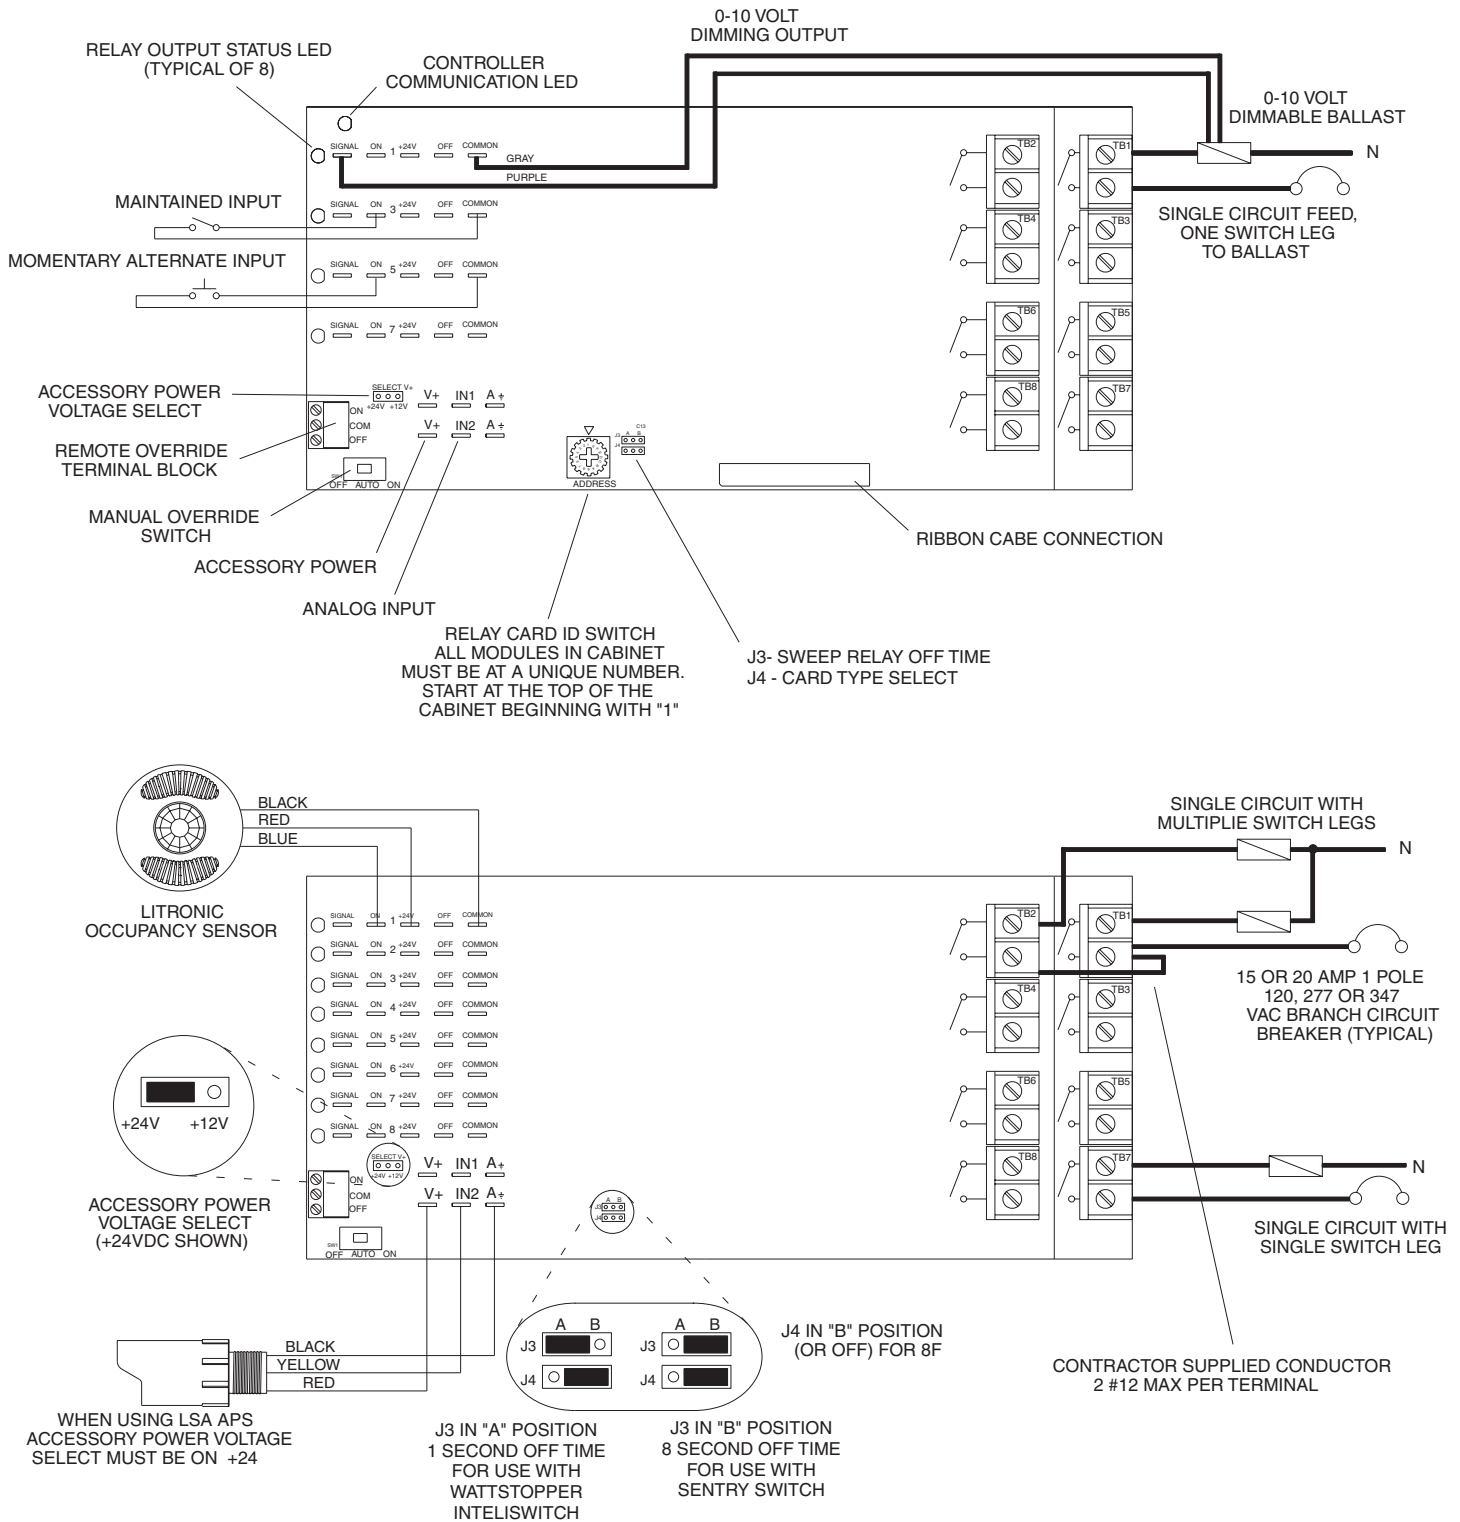 0-10 VOLT
DIMMING OUTPUT
RELAY OUTPUT STATUS LED
(TYPICAL OF 8)
CONTROLLER
COMMUNICATION LED
0-10 VOLT
DIMMABLE BALLAST
SIGNAL ON 1 +24V OFF COMMON
GRAY
PURPLE
TB2 TB1
N
MAINTAINED INPUT
SIGNAL ON 3 +24V OFF COMMON
TB4 TB3
SINGLE CIRCUIT FEED,
ONE SWITCH LEG
TO BALLAST
MOMENTARY ALTERNATE INPUT
SIGNAL ON 5 +24V OFF COMMON
SIGNAL ON 7 +24V OFF COMMON
TB6 TB5
ACCESSORY POWER
VOLTAGE SELECT
SELECT V+
+24V +12V
V+ IN1 A
TB8 TB7
ON
COM
OFF
V+ IN2 A
C13
A B
J3
J4
REMOTE OVERRIDE
TERMINAL BLOCK
OFF AUTO ON
ADDRESS
MANUAL OVERRIDE
SWITCH
RIBBON CABE CONNECTION
ACCESSORY POWER
ANALOG INPUT
RELAY CARD ID SWITCH
ALL MODULES IN CABINET
MUST BE AT A UNIQUE NUMBER.
START AT THE TOP OF THE
CABINET BEGINNING WITH "1"
J3- SWEEP RELAY OFF TIME
J4 - CARD TYPE SELECT
BLACK
RED
BLUE
LITRONIC
OCCUPANCY SENSOR
SINGLE CIRCUIT WITH
MULTIPLIE SWITCH LEGS
N
SIGNAL ON 1 +24V OFF COMMON
SIGNAL ON 2 +24V OFF COMMON
SIGNAL ON 3 +24V OFF COMMON
SIGNAL ON 4 +24V OFF COMMON
SIGNAL ON 5 +24V OFF COMMON
SIGNAL ON 6 +24V OFF COMMON
SIGNAL ON 7 +24V OFF COMMON
SIGNAL ON 8 +24V OFF COMMON
TB2 TB1
TB4 TB3
TB6 TB5
TB8 TB7
15 OR 20 AMP 1 POLE
120, 277 OR 347
VAC BRANCH CIRCUIT
BREAKER (TYPICAL)
+24V +12V
ACCESSORY POWER
VOLTAGE SELECT
(+24VDC SHOWN)
SELECT V+
+24V +12V
V+ IN1 A
ON
COM
OFF
V+ IN2 A
A B
J3
J4
SW1
OFF AUTO ON
N
SINGLE CIRCUIT WITH
SINGLE SWITCH LEG
BLACK
YELLOW
RED
WHEN USING LSA APS
ACCESSORY POWER VOLTAGE
SELECT MUST BE ON +24
A B
J3
J4
A B
J3
J4
J4 IN "B" POSITION
(OR OFF) FOR 8F
CONTRACTOR SUPPLIED CONDUCTOR
2 #12 MAX PER TERMINAL
J3 IN "A" POSITION
1 SECOND OFF TIME
FOR USE WITH
WATTSTOPPER
INTELISWITCH
J3 IN "B" POSITION
8 SECOND OFF TIME
FOR USE WITH
SENTRY SWITCH